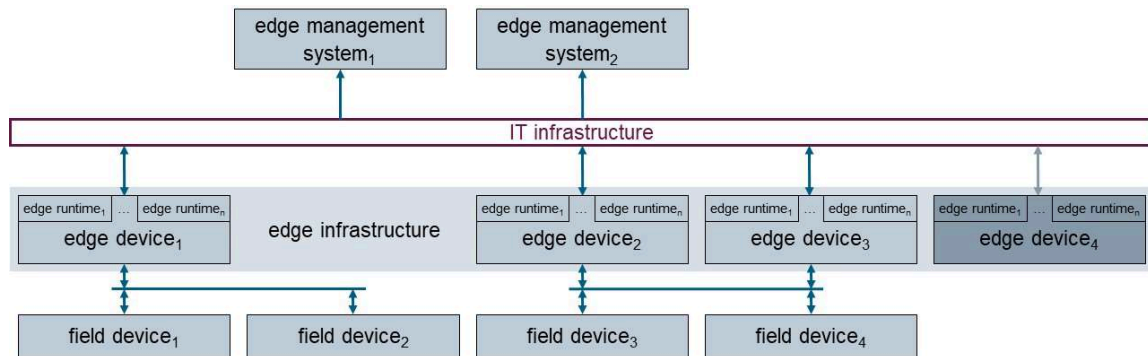 edge management
system₁
edge management
system₂
IT infrastructure
edge runtime₁ ... edge runtimeₙ
edge device₁
edge infrastructure
edge runtime₁ ... edge runtimeₙ
edge device₂
edge runtime₁ ... edge runtimeₙ
edge device₃
edge runtime₁ ... edge runtimeₙ
edge device₄
field device₁
field device₂
field device₃
field device₄